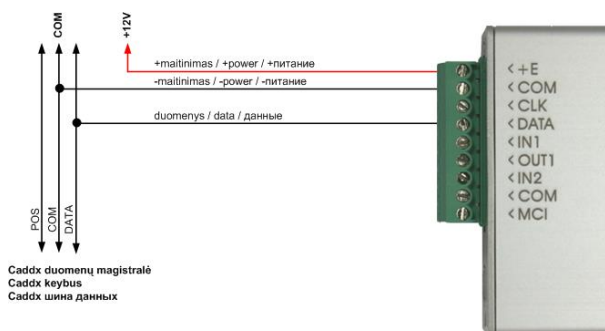 COM
+12V
+maitinimas / +power / +питание
-maitinimas / -power / -питание
duomenys / data / данные
<+E
<COM
<CLK
<DATA
<IN1
<OUT1
<IN2
<COM
<MCI
POS
COM
DATA
Caddx duomenų magistralė
Caddx keybus
Caddx шина данных